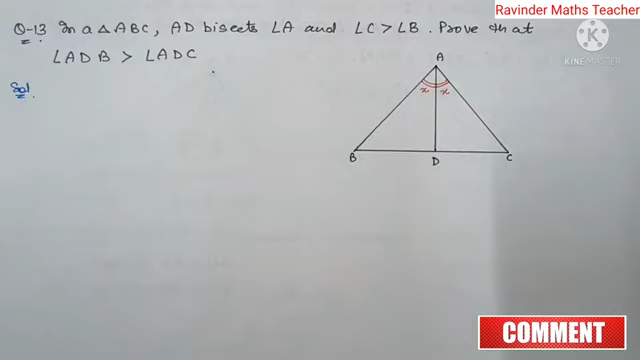 Ravinder Maths Teacher
Q-13 In a △ABC, AD bisects ∠A and ∠C > ∠B. Prove that
∠ADB > ∠ADC
Sol.
KINEMASTER
A
x x
B D C
COMMENT